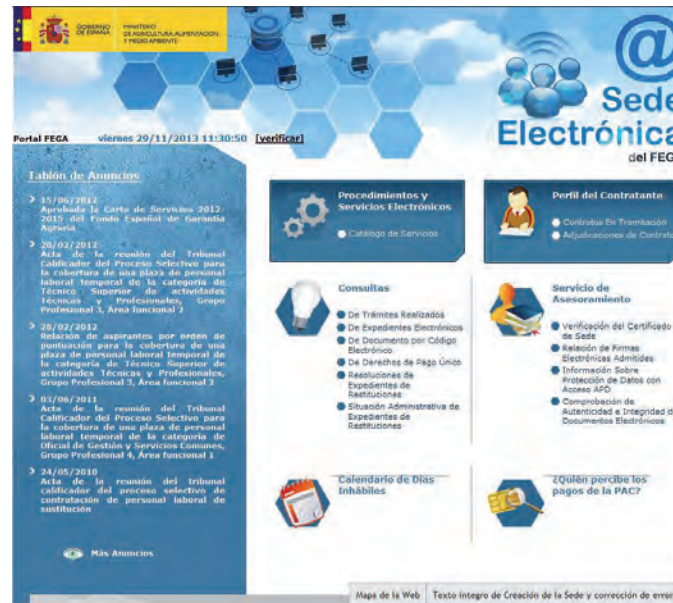 GOBIERNO
DE ESPAÑA
MINISTERIO
DE AGRICULTURA, ALIMENTACIÓN
Y MEDIO AMBIENTE
@
Sede
Electrónica
del FEG
Portal FEGA viernes 29/11/2013 11:30:50 [verificar]
Tablón de Anuncios
15/06/2012
Aprobada la Carta de Servicios 2012-
2015 del Fondo Español de Garantía
Agraria
28/02/2012
Acta de la reunión del Tribunal
Calificador del Proceso Selectivo para
la cobertura de una plaza de personal
laboral temporal de la categoría de
Técnico Superior de actividades
Técnicas y Profesionales, Grupo
Profesional 3, Área funcional 2
28/02/2012
Relación de aspirantes por orden de
puntuación para la cobertura de una
plaza de personal laboral temporal de
la categoría de Técnico Superior de
actividades Técnicas y Profesionales,
Grupo Profesional 3, Área funcional 2
03/06/2011
Acta de la reunión del Tribunal
Calificador del Proceso Selectivo para
la cobertura de una plaza de personal
laboral temporal de la categoría de
Oficial de Gestión y Servicios Comunes,
Grupo Profesional 4, Área funcional 1
24/05/2010
Acta de la reunión del tribunal
calificador del proceso selectivo de
contratación de personal laboral de
sustitución
Más Anuncios
Procedimientos y
Servicios Electrónicos
Catálogo de Servicios
Perfil del Contratante
Contratos En Tramitación
Adjudicaciones de Contrato
Consultas
De Trámites Realizados
De Expedientes Electrónicos
De Documento por Código
Electrónico
De Derechos de Pago Único
Resoluciones de
Expedientes de
Restituciones
Situación Administrativa de
Expedientes de
Restituciones
Servicio de
Asesoramiento
Verificación del Certificado
de Sede
Relación de Firmas
Electrónicas Admitidas
Información Sobre
Protección de Datos con
Acceso AFD
Comprobación de
Autenticidad e Integridad d
Documentos Electrónicos
Calendario de Días
Inhábiles
¿Quién percibe los
pagos de la PAC?
Mapa de la Web
Texto íntegro de Creación de la Sede y corrección de error